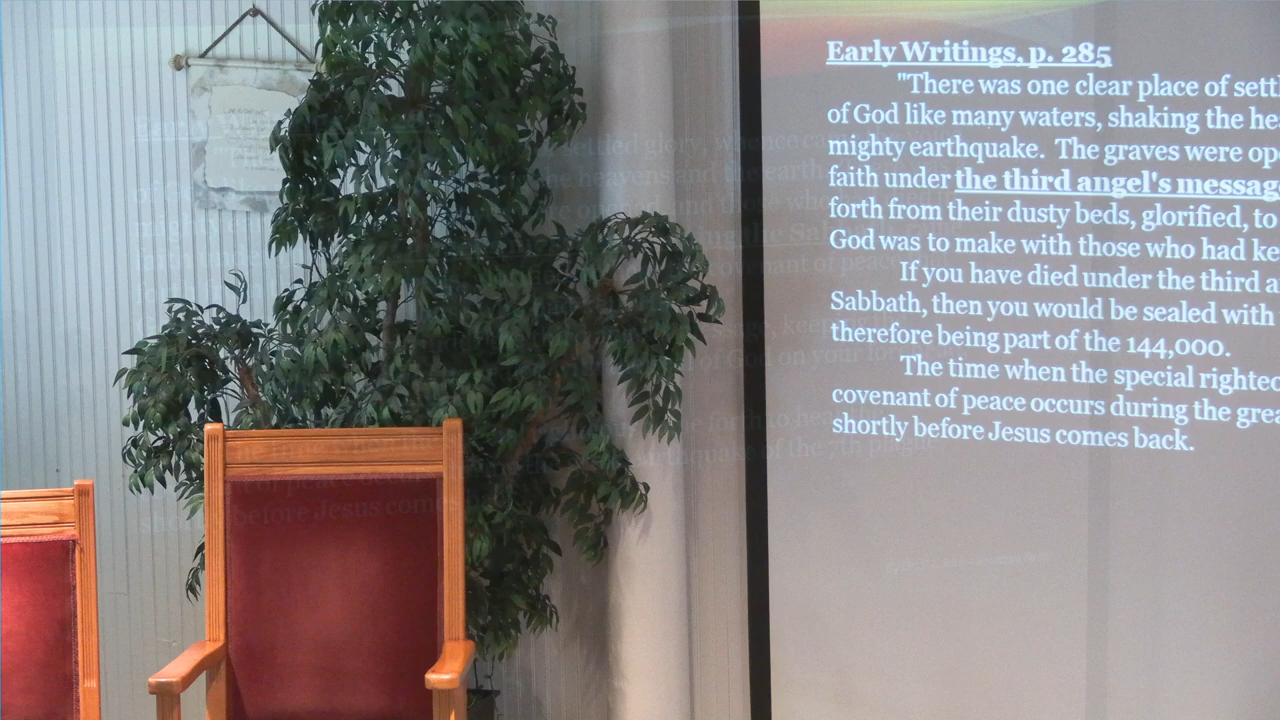 Early Writings, p. 285
"There was one clear place of settl
of God like many waters, shaking the he
mighty earthquake. The graves were op
faith under the third angel's messag
forth from their dusty beds, glorified, to
God was to make with those who had ke
If you have died under the third a
Sabbath, then you would be sealed with
therefore being part of the 144,000.
The time when the special righteo
covenant of peace occurs during the grea
shortly before Jesus comes back.